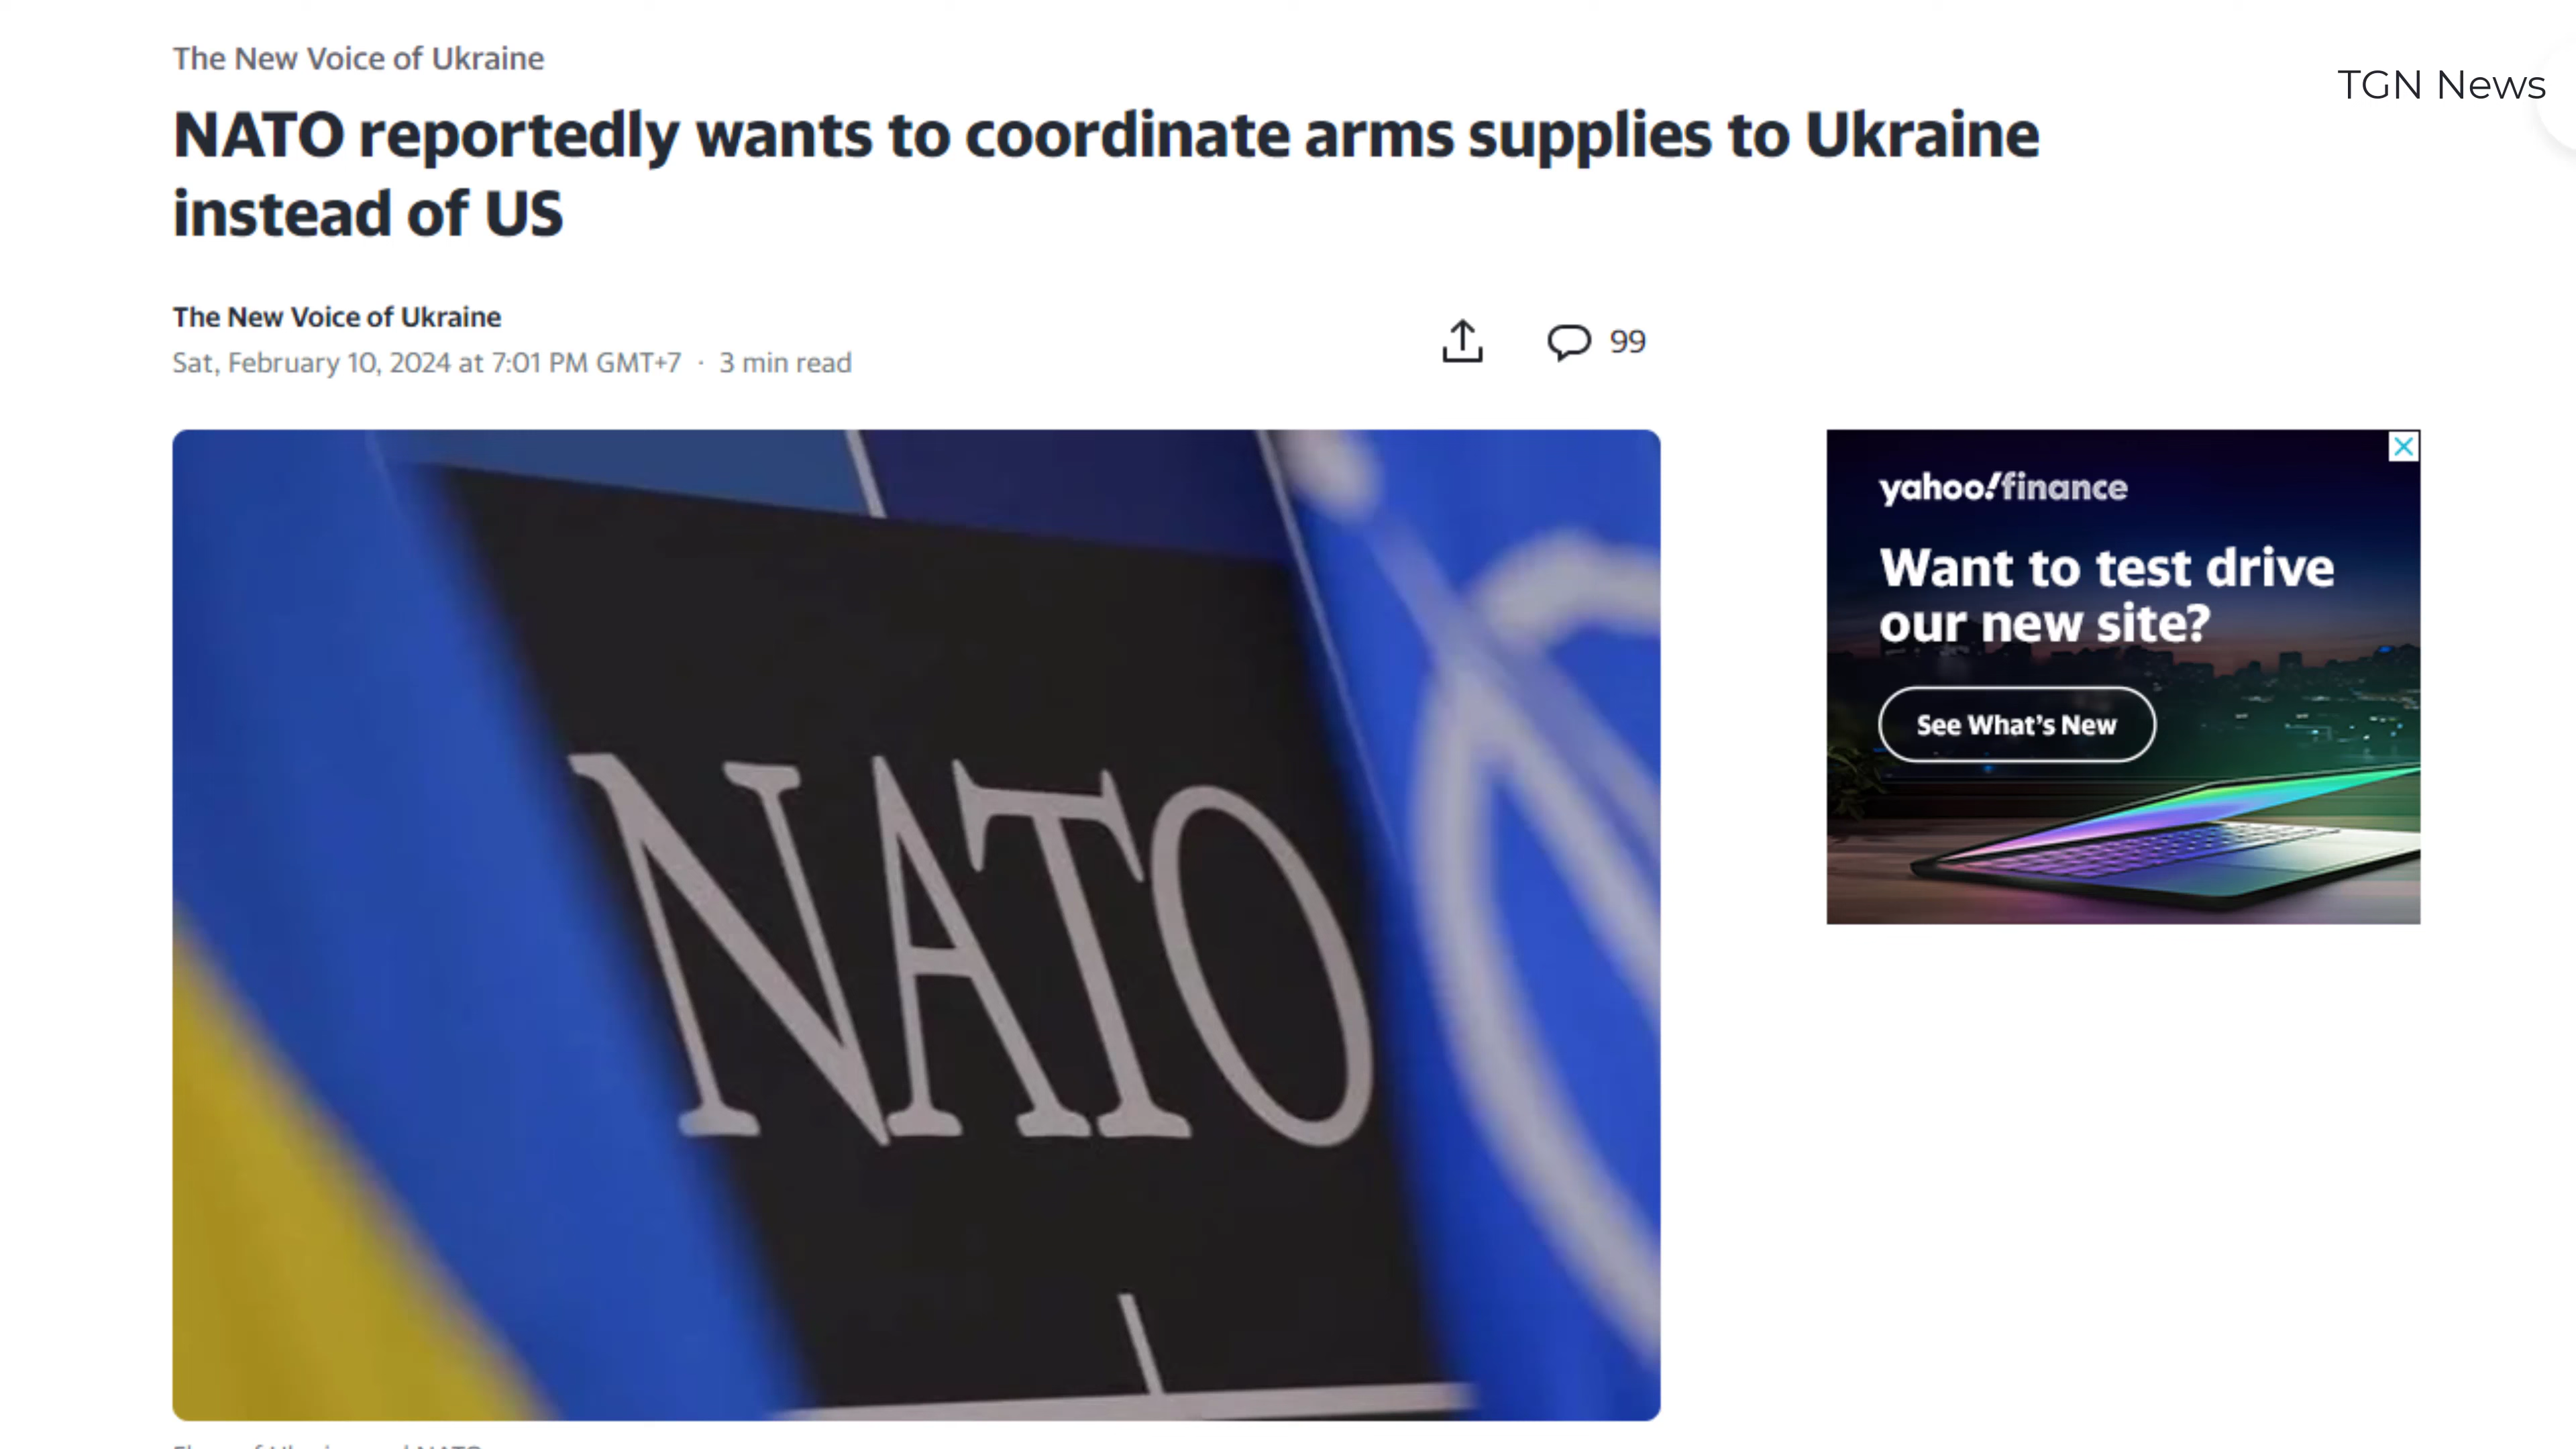 The New Voice of Ukraine
TGN News
NATO reportedly wants to coordinate arms supplies to Ukraine
instead of US
The New Voice of Ukraine
Sat, February 10, 2024 at 7:01 PM GMT+7 · 3 min read
99
NATO
yahoo!finance
Want to test drive
our new site?
See What's New